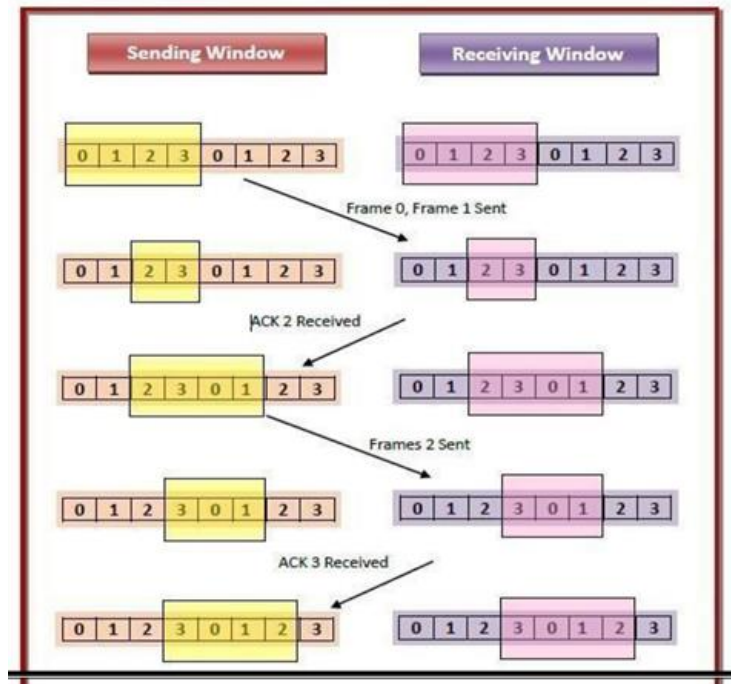 Sending Window Receiving Window
0 1 2 3 0 1 2 3 0 1 2 3 0 1 2 3
Frame 0, Frame 1 Sent
0 1 2 3 0 1 2 3 0 1 2 3 0 1 2 3
ACK 2 Received
0 1 2 3 0 1 2 3 0 1 2 3 0 1 2 3
Frames 2 Sent
0 1 2 3 0 1 2 3 0 1 2 3 0 1 2 3
ACK 3 Received
0 1 2 3 0 1 2 3 0 1 2 3 0 1 2 3